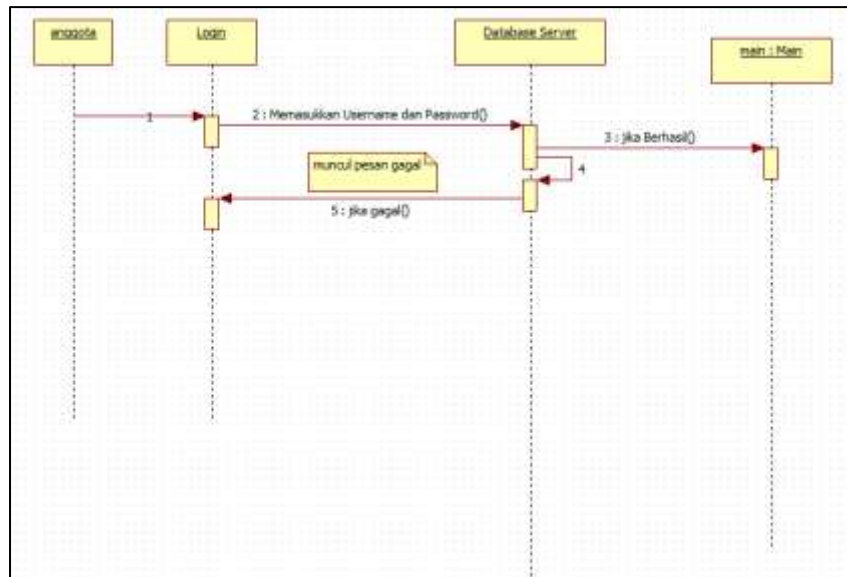 anggota
Login
Database Server
main : Main
1
2 : Memasukkan Username dan Password()
3 : jika Berhasil()
muncul pesan gagal
4
5 : jika gagal()